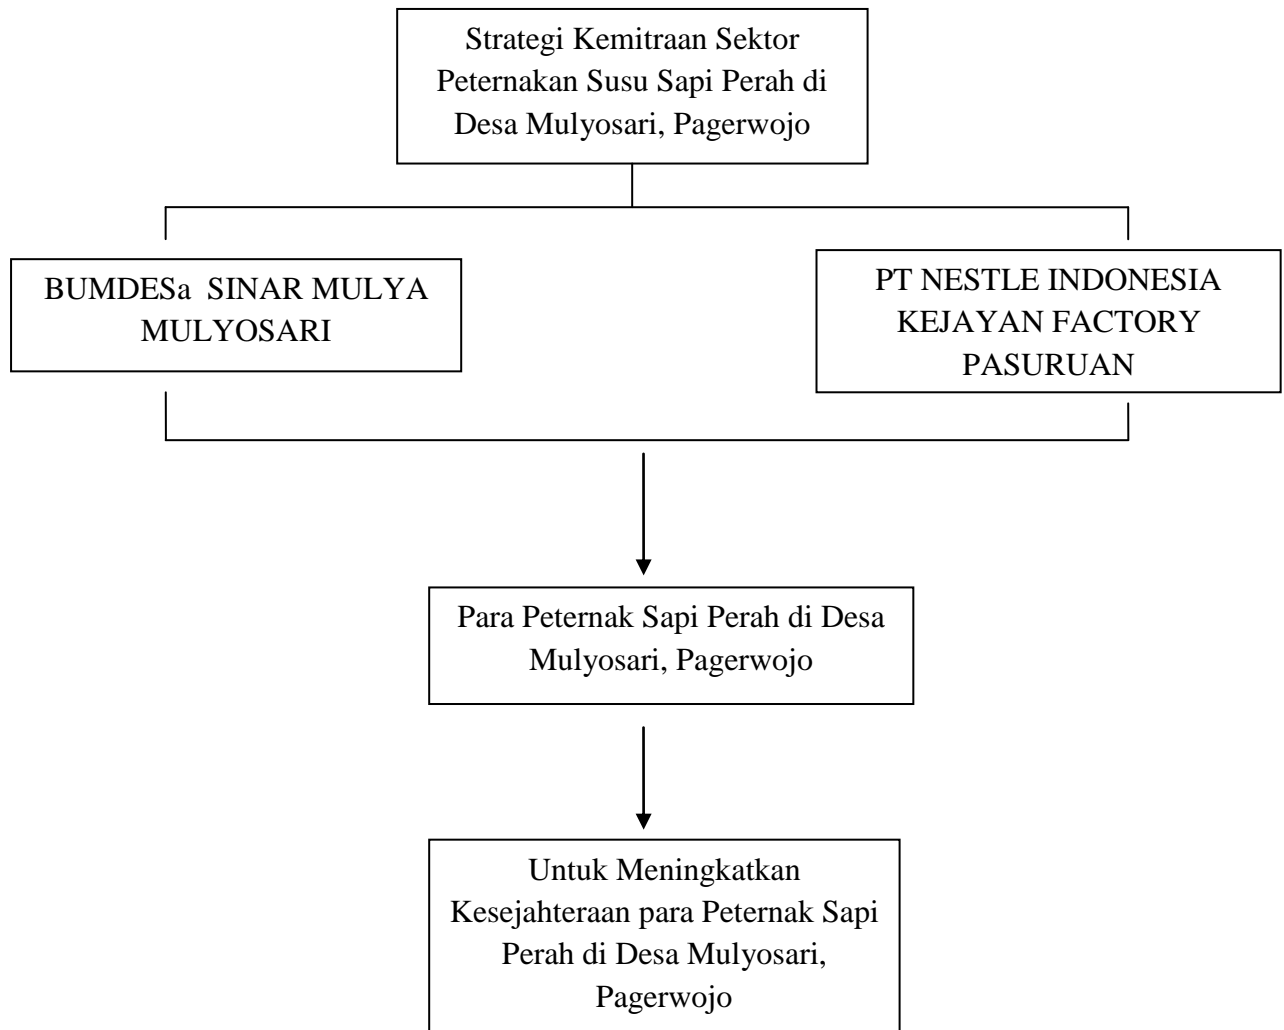 Strategi Kemitraan Sektor
Peternakan Susu Sapi Perah di
Desa Mulyosari, Pagerwojo
BUMDESa SINAR MULYA
MULYOSARI
PT NESTLE INDONESIA
KEJAYAN FACTORY
PASURUAN
Para Peternak Sapi Perah di Desa
Mulyosari, Pagerwojo
Untuk Meningkatkan
Kesejahteraan para Peternak Sapi
Perah di Desa Mulyosari,
Pagerwojo